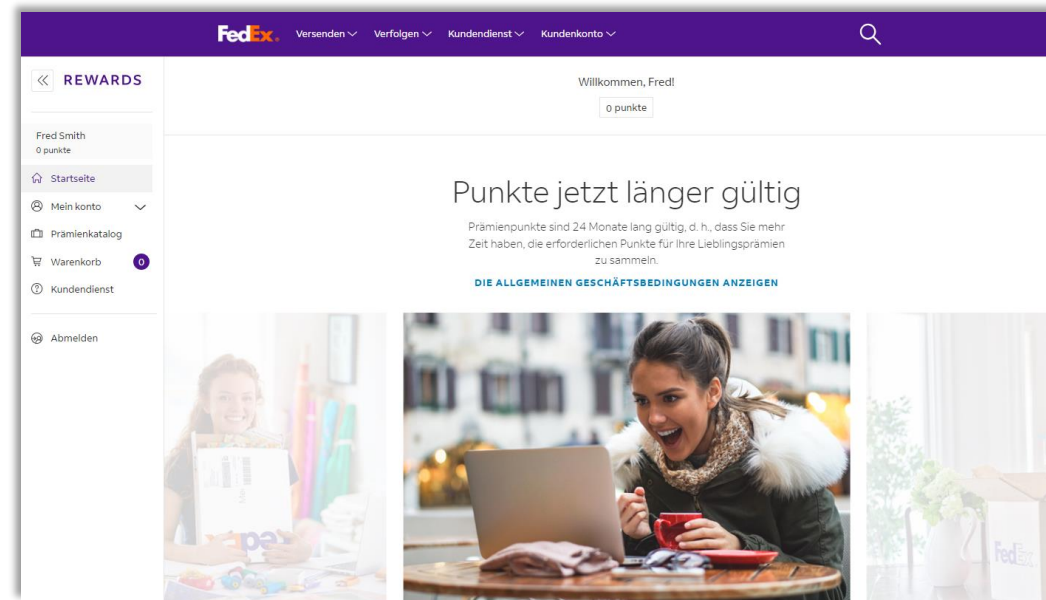 FedEx. Versenden Verfolgen Kundendienst Kundenkonto
REWARDS
Willkommen, Fred!
0 punkte
Fred Smith
0 punkte
Startseite
Mein konto
Prämienkatalog
Warenkorb 0
Kundendienst
Abmelden
Punkte jetzt länger gültig
Prämienpunkte sind 24 Monate lang gültig, d. h., dass Sie mehr
Zeit haben, die erforderlichen Punkte für Ihre Lieblingsprämien
zu sammeln.
DIE ALLGEMEINEN GESCHÄFTSBEDINGUNGEN ANZEIGEN
FedEx